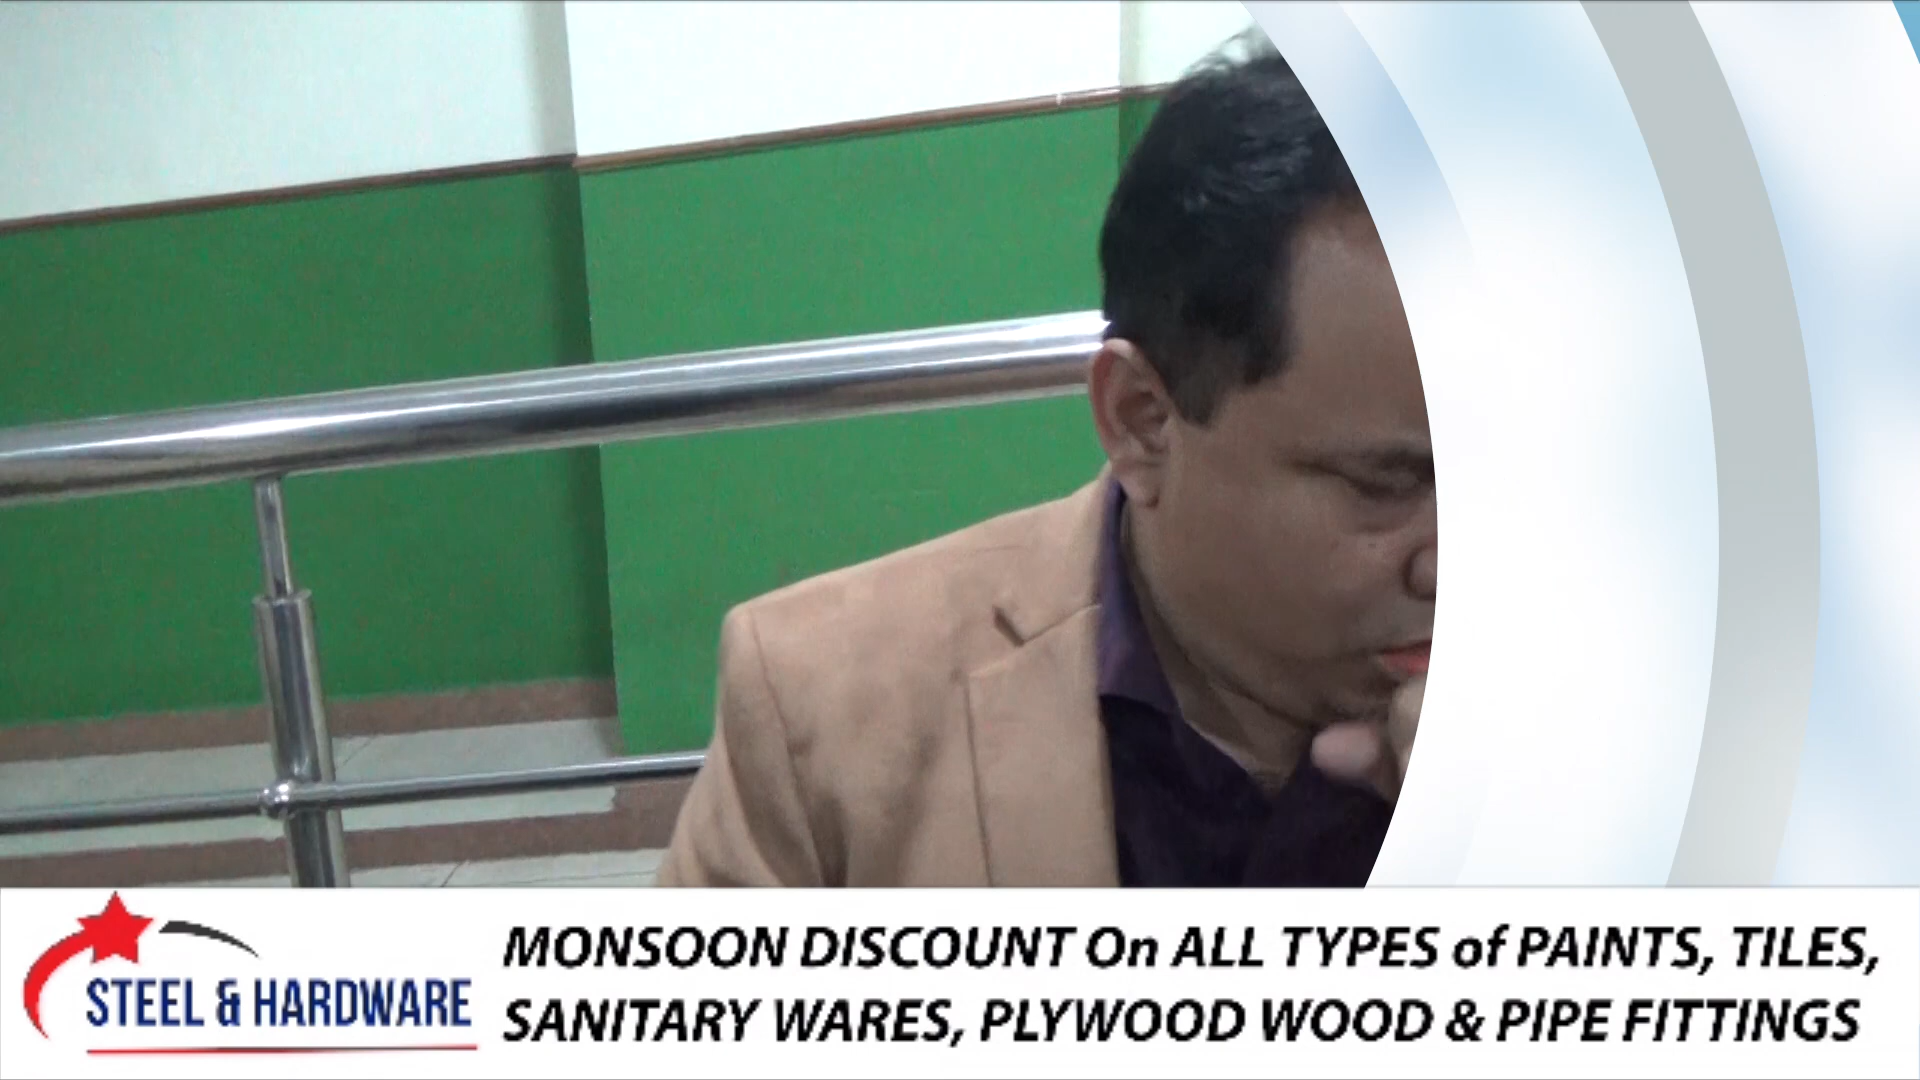 STEEL & HARDWARE
MONSOON DISCOUNT On ALL TYPES of PAINTS, TILES,
SANITARY WARES, PLYWOOD WOOD & PIPE FITTINGS